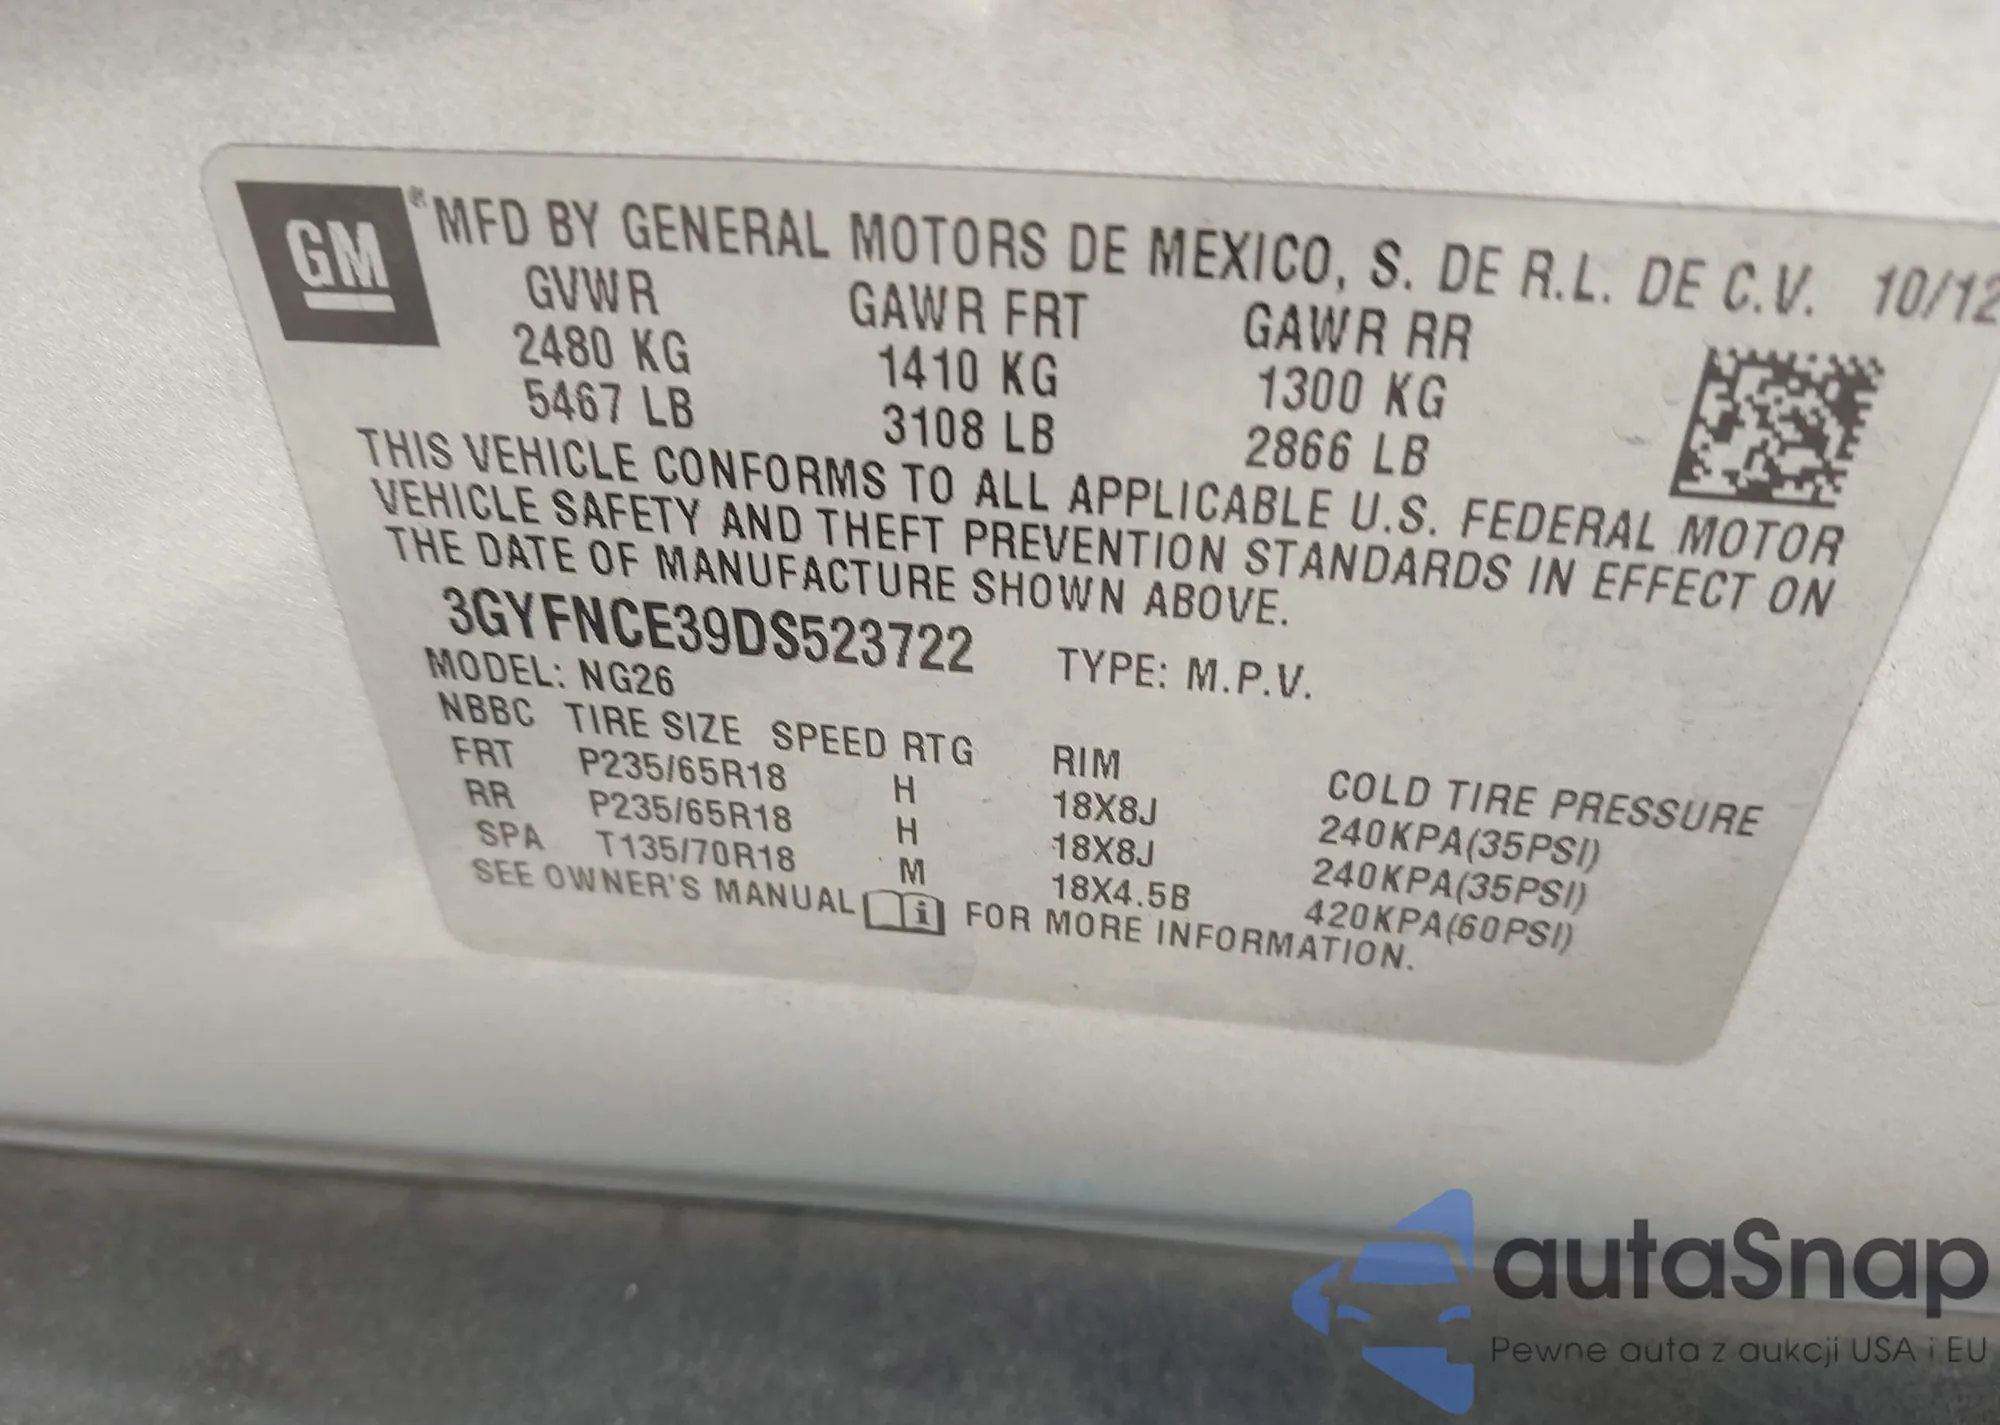 GM ® MFD BY GENERAL MOTORS DE MEXICO, S. DE R.L. DE C.V. 10/12
GVWR GAWR FRT GAWR RR
2480 KG 1410 KG 1300 KG
5467 LB 3108 LB 2866 LB
THIS VEHICLE CONFORMS TO ALL APPLICABLE U.S. FEDERAL MOTOR
VEHICLE SAFETY AND THEFT PREVENTION STANDARDS IN EFFECT ON
THE DATE OF MANUFACTURE SHOWN ABOVE.
3GYFNCE39DS523722 TYPE: M.P.V.
MODEL: NG26
NBBC TIRE SIZE SPEED RTG RIM COLD TIRE PRESSURE
FRT P235/65R18 H 18X8J 240KPA(35PSI)
RR P235/65R18 H 18X8J 240KPA(35PSI)
SPA T135/70R18 M 18X4.5B 420KPA(60PSI)
SEE OWNER'S MANUAL i FOR MORE INFORMATION.
autaSnap
Pewne auta z aukcji USA i EU